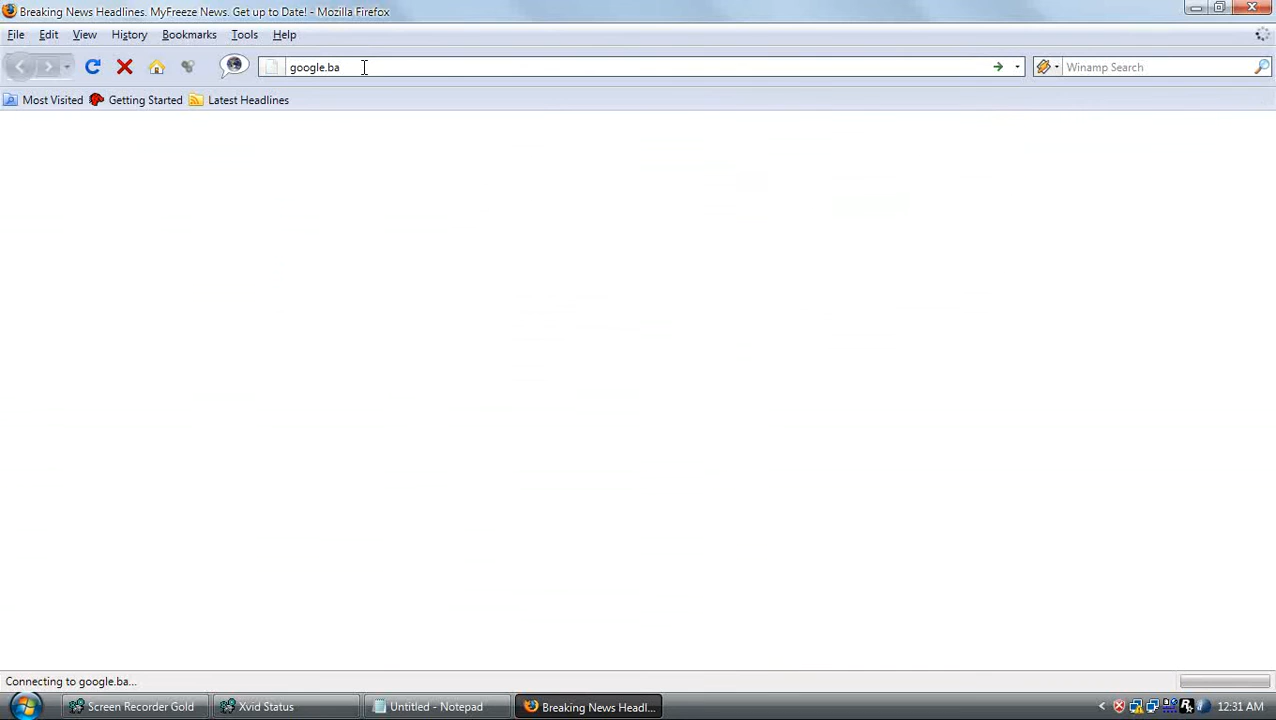 Breaking News Headlines. MyFreeze News. Get up to Date! - Mozilla Firefox
File Edit View History Bookmarks Tools Help
google.ba Winamp Search
Most Visited Getting Started Latest Headlines
Connecting to google.ba...
Screen Recorder Gold Xvid Status Untitled - Notepad Breaking News Headl... 12:31 AM